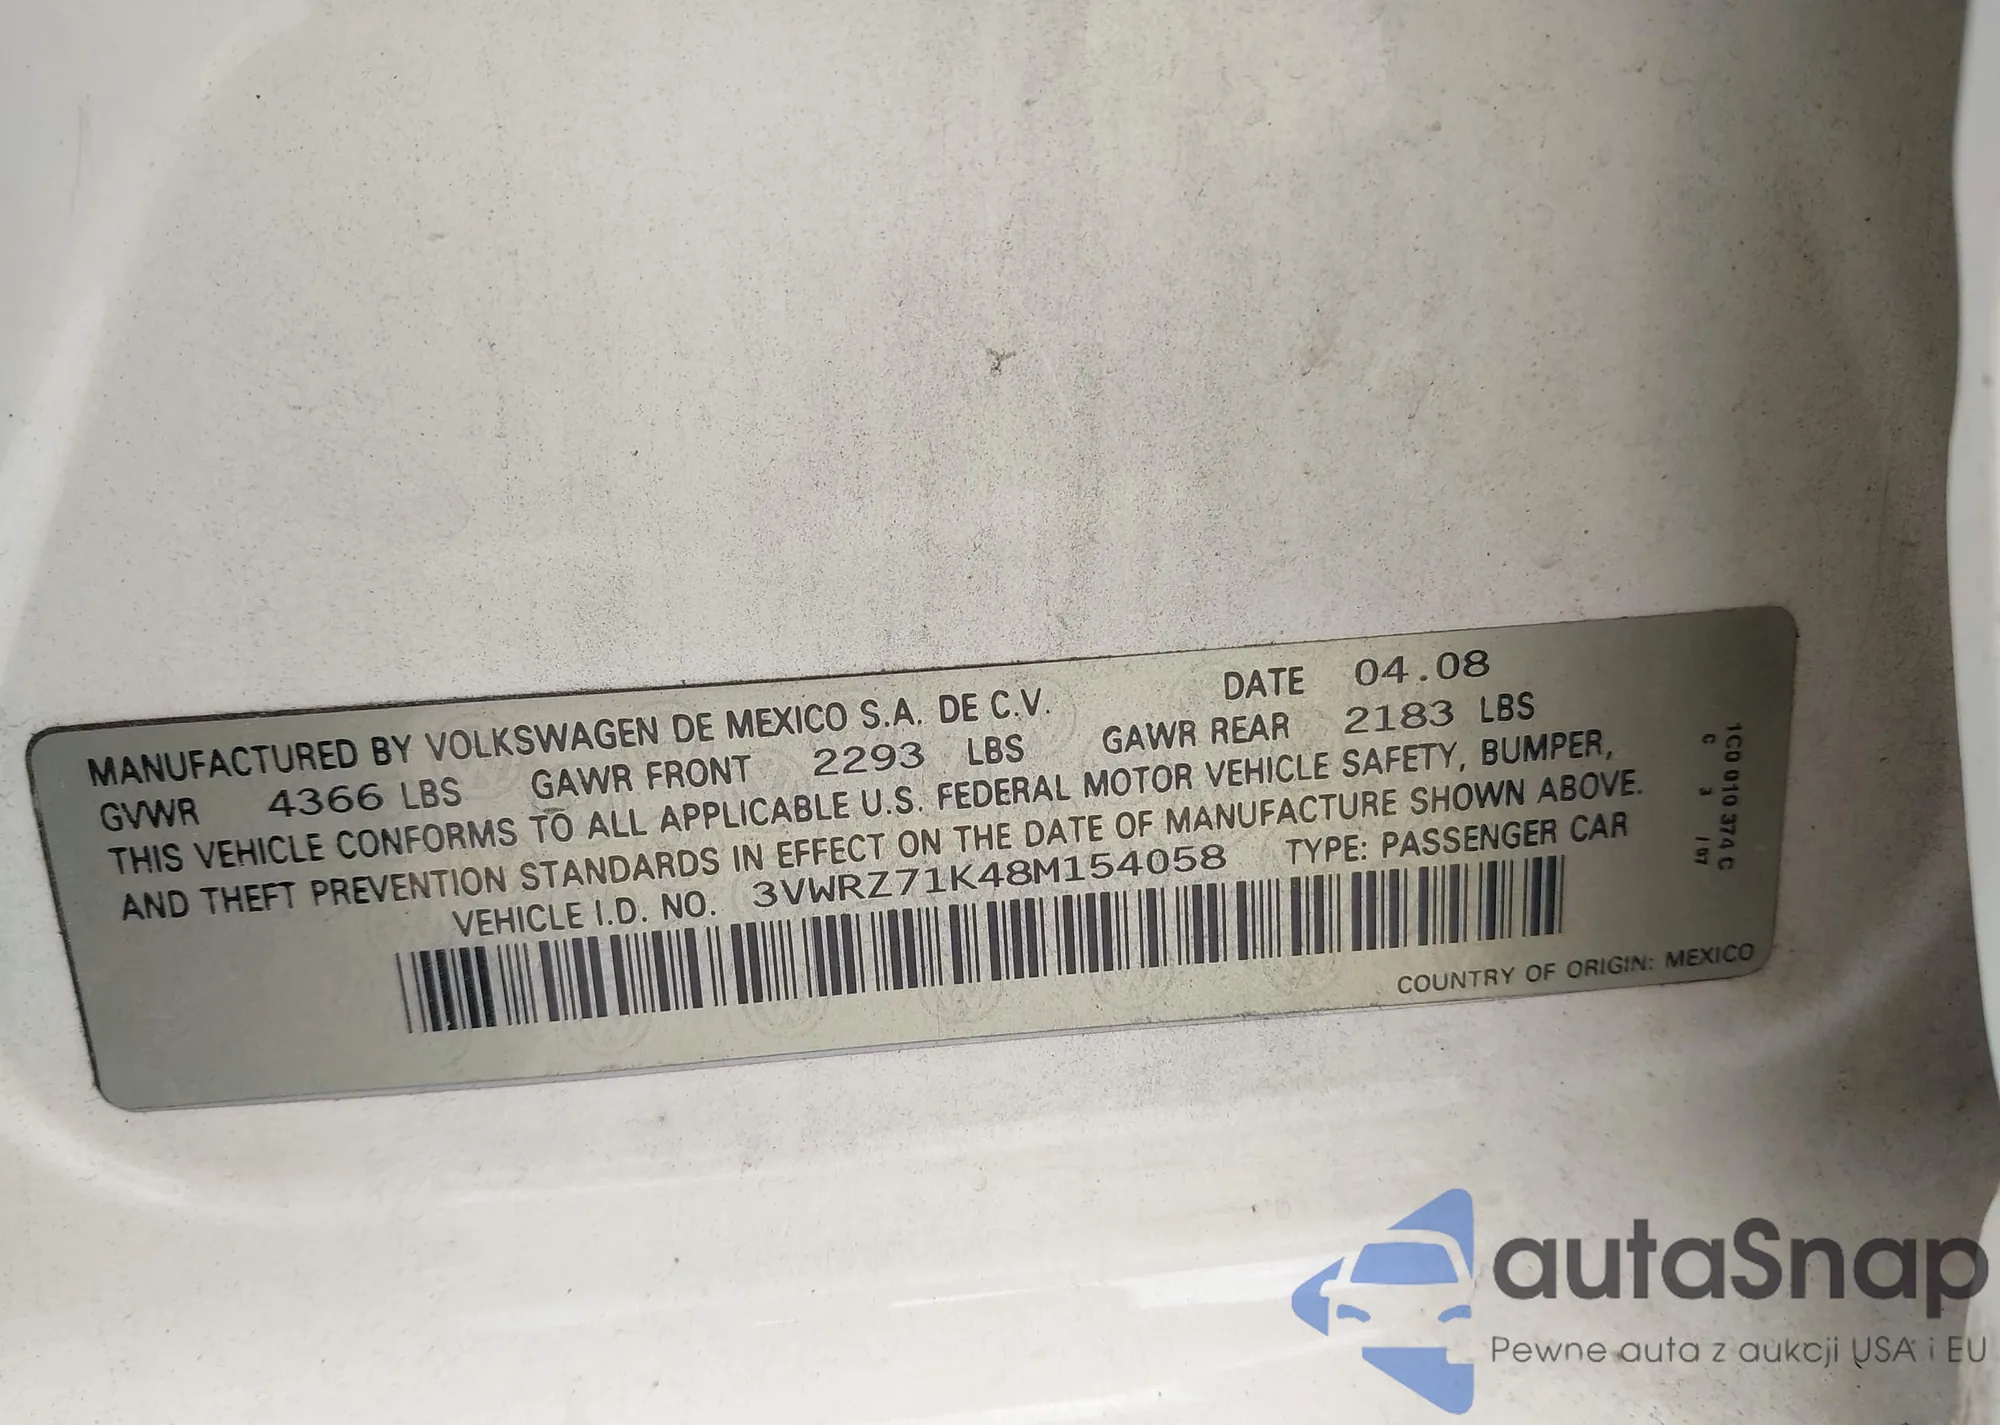 MANUFACTURED BY VOLKSWAGEN DE MEXICO S.A. DE C.V. DATE 04.08
GVWR 4366 LBS GAWR FRONT 2293 LBS GAWR REAR 2183 LBS
THIS VEHICLE CONFORMS TO ALL APPLICABLE U.S. FEDERAL MOTOR VEHICLE SAFETY, BUMPER,
AND THEFT PREVENTION STANDARDS IN EFFECT ON THE DATE OF MANUFACTURE SHOWN ABOVE.
VEHICLE I.D. NO. 3VWRZ71K48M154058 TYPE: PASSENGER CAR
COUNTRY OF ORIGIN: MEXICO
1C0 010 374 C
C 3 /07
autaSnap
Pewne auta z aukcji USA i EU